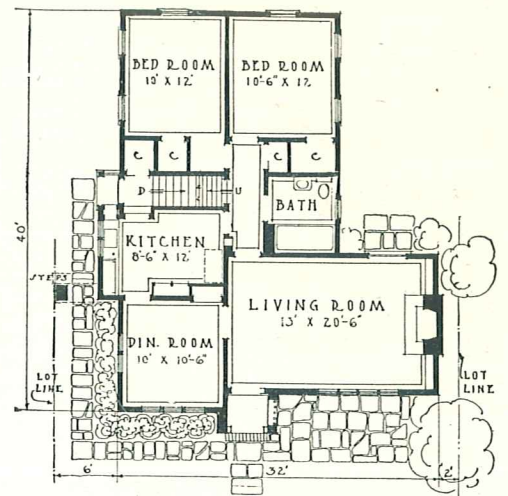 BED ROOM
10' X 12'
BED ROOM
10'-6" X 12
C
C
C
C
D
U
BATH
KITCHEN
8'-6" X 12'
40'
STEPS
LIVING ROOM
13' X 20'-6"
DIN. ROOM
10' X 10'-6"
LOT
LINE
LOT
LINE
6'
32'
2'